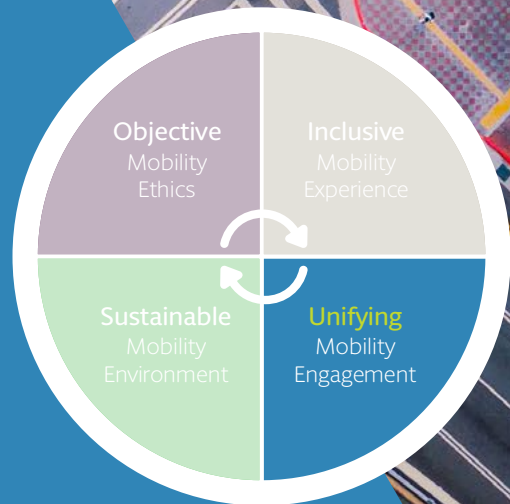 Objective
Mobility
Ethics
Inclusive
Mobility
Experience
Sustainable
Mobility
Environment
Unifying
Mobility
Engagement